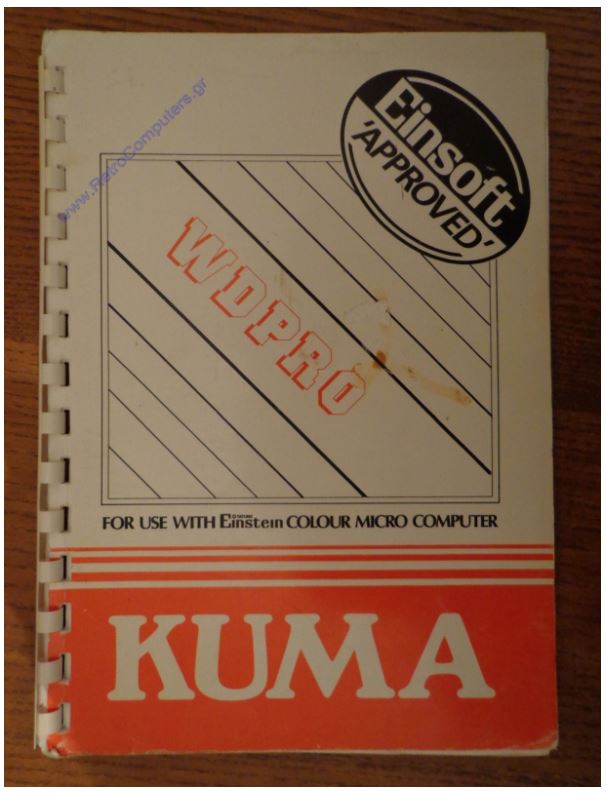 www.RetroComputers.gr
Einsoft
'APPROVED'
WDPRO
FOR USE WITH Einstein COLOUR MICRO COMPUTER
KUMA